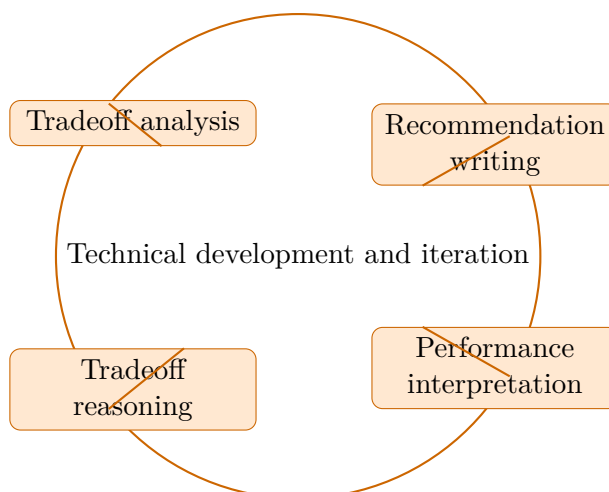 Tradeoff analysis
Recommendation
writing
Technical development and iteration
Tradeoff
reasoning
Performance
interpretation